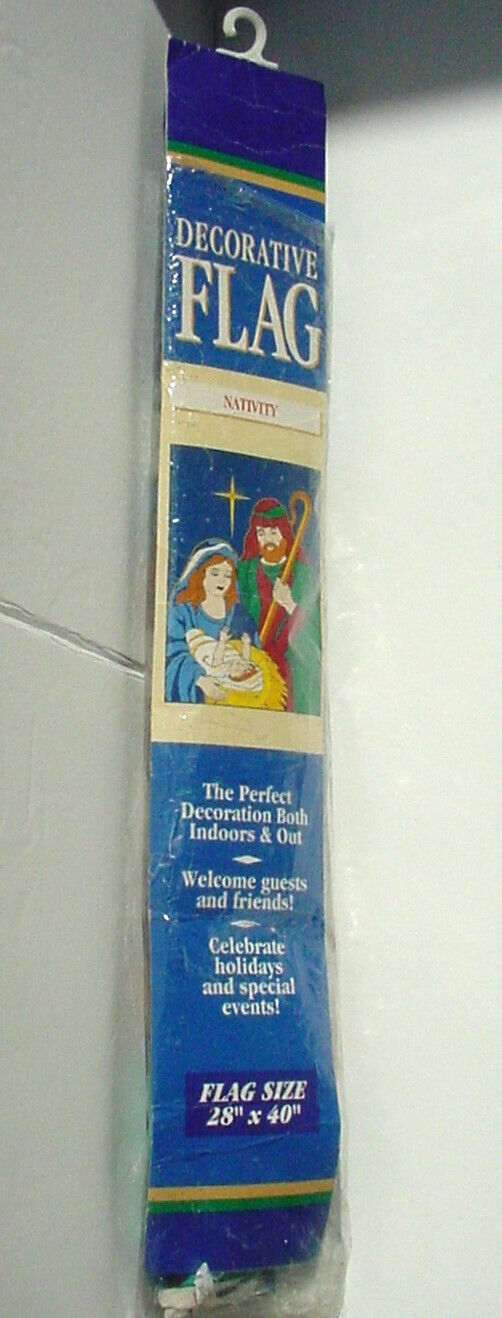 DECORATIVE
FLAG
NATIVITY
The Perfect
Decoration Both
Indoors & Out
Welcome guests
and friends!
Celebrate
holidays
and special
events!
FLAG SIZE
28" x 40"